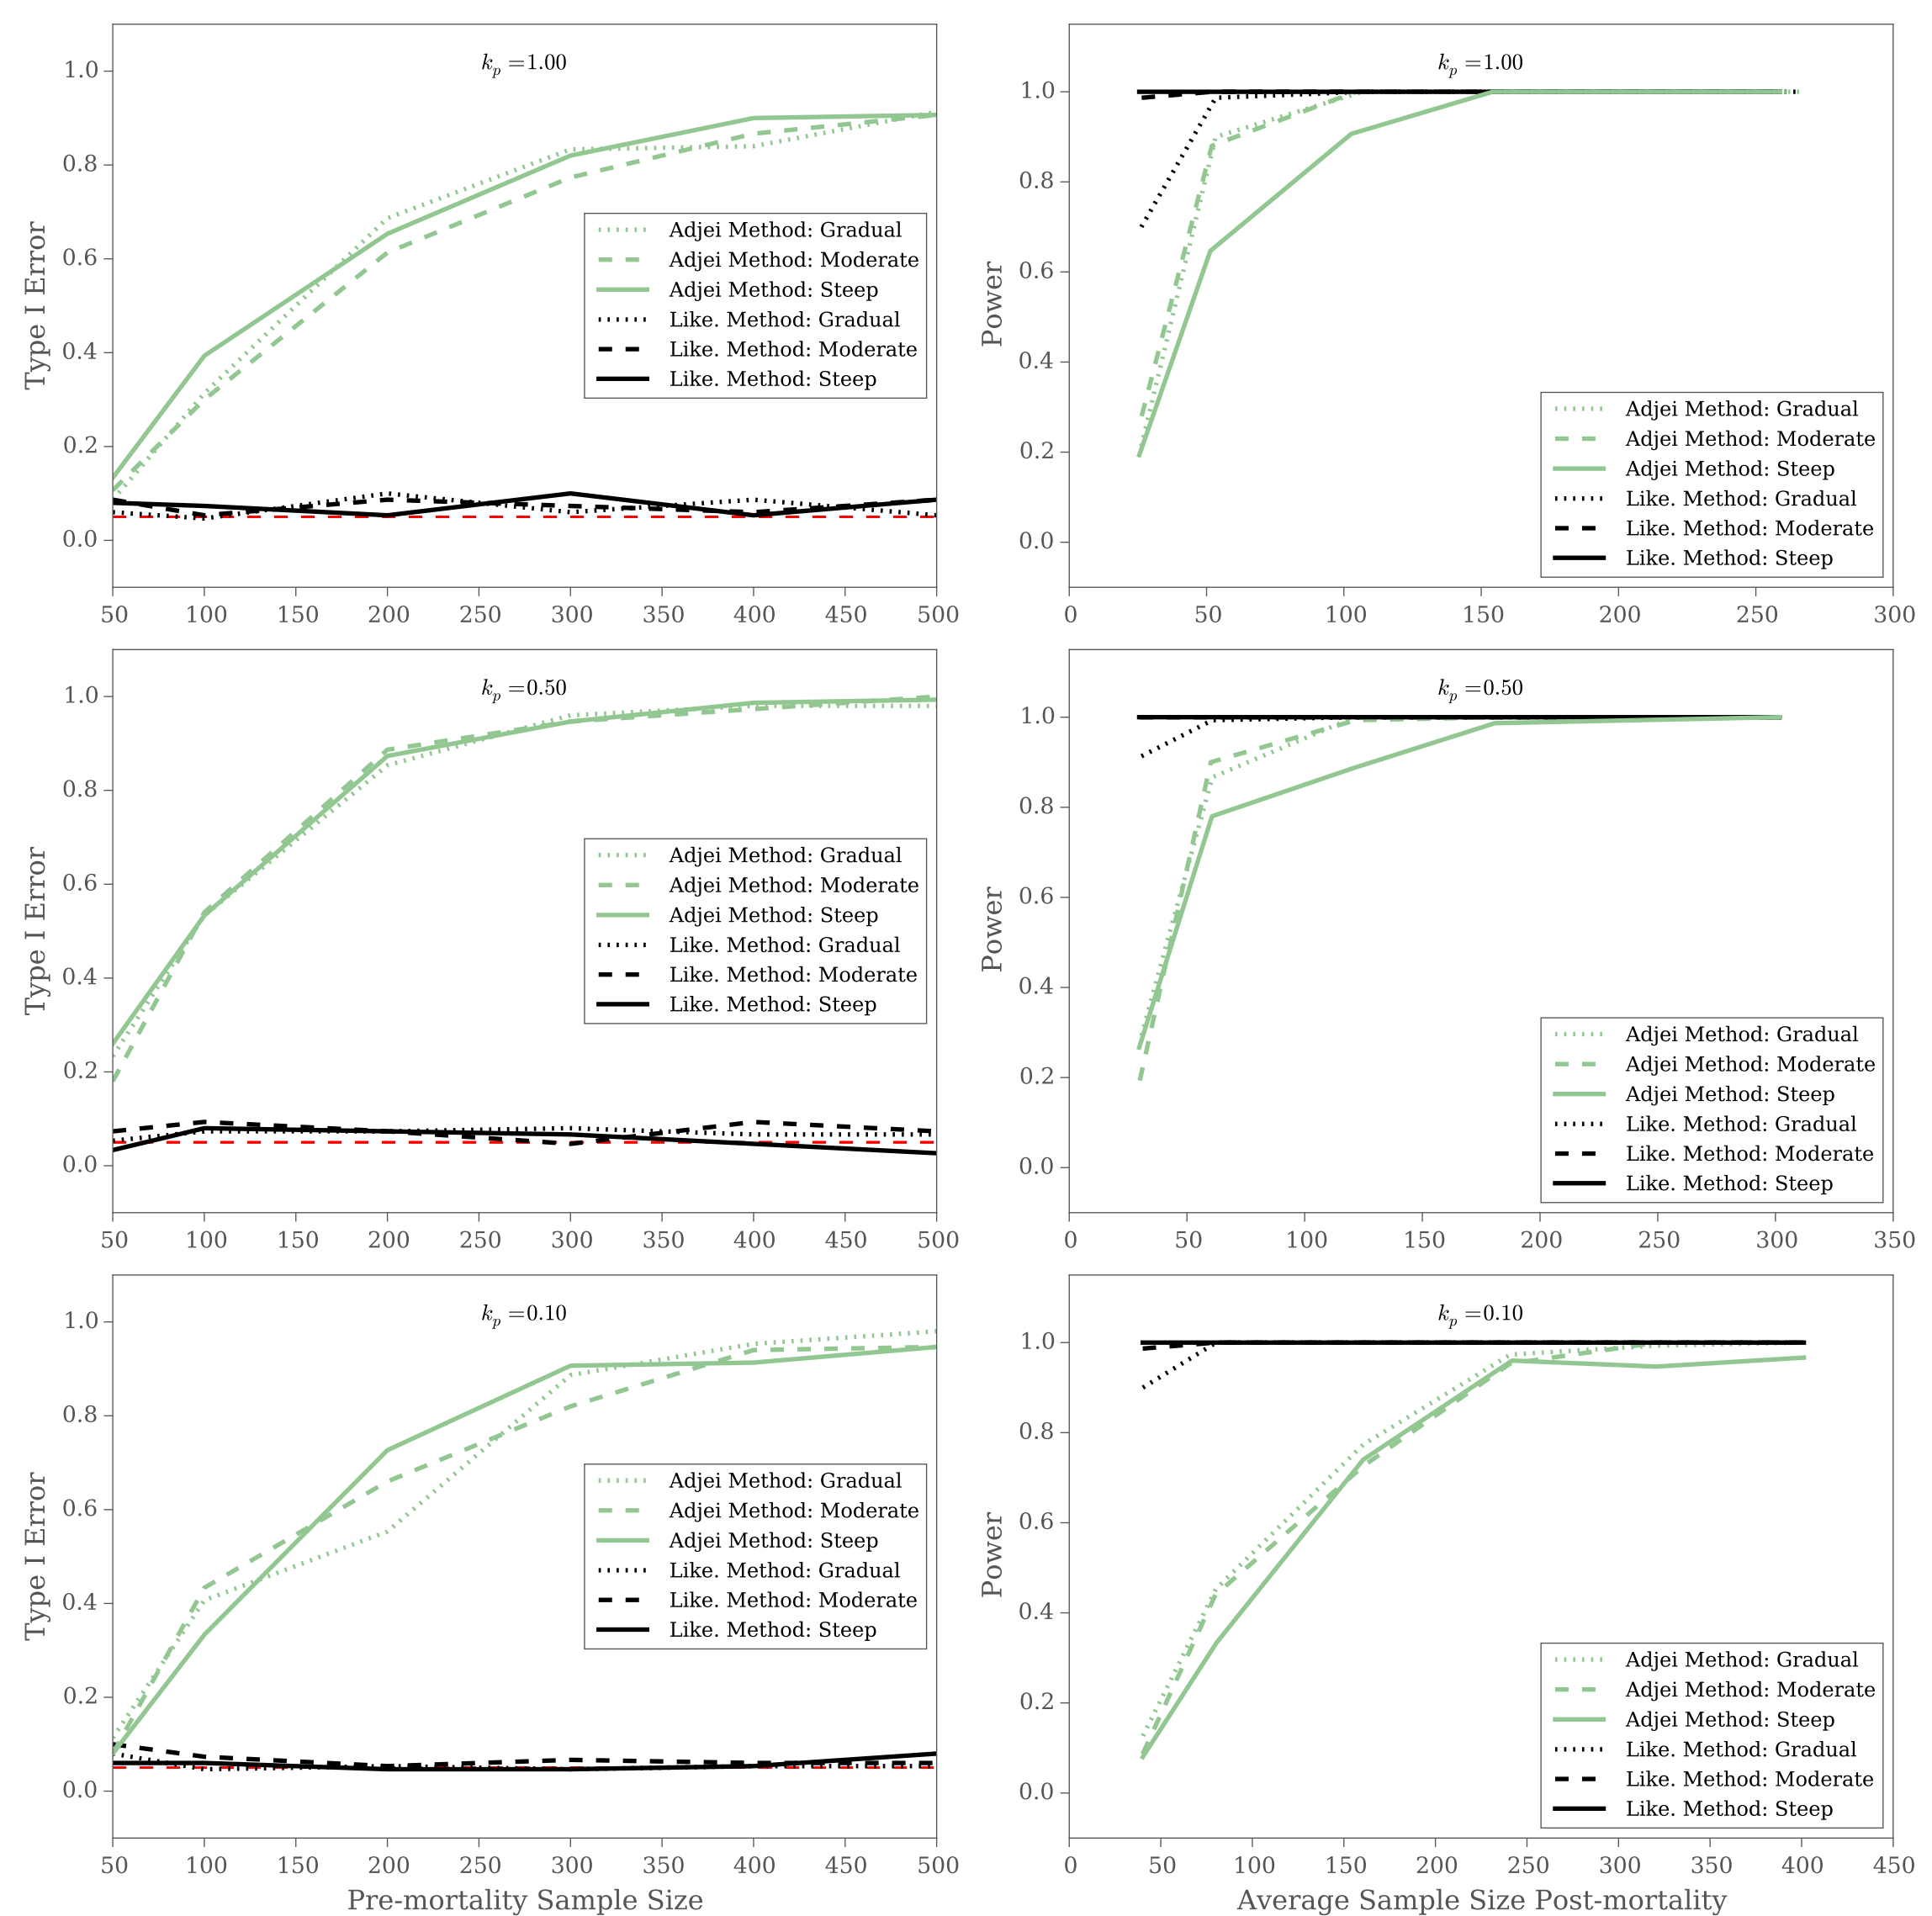 k_p =1.00
1.0
0.8
0.6
0.4
0.2
0.0
Type I Error
Adjei Method: Gradual
Adjei Method: Moderate
Adjei Method: Steep
Like. Method: Gradual
Like. Method: Moderate
Like. Method: Steep
50 100 150 200 250 300 350 400 450 500
k_p =1.00
1.0
0.8
0.6
0.4
0.2
0.0
Power
Adjei Method: Gradual
Adjei Method: Moderate
Adjei Method: Steep
Like. Method: Gradual
Like. Method: Moderate
Like. Method: Steep
0 50 100 150 200 250 300
k_p =0.50
1.0
0.8
0.6
0.4
0.2
0.0
Type I Error
Adjei Method: Gradual
Adjei Method: Moderate
Adjei Method: Steep
Like. Method: Gradual
Like. Method: Moderate
Like. Method: Steep
50 100 150 200 250 300 350 400 450 500
k_p =0.50
1.0
0.8
0.6
0.4
0.2
0.0
Power
Adjei Method: Gradual
Adjei Method: Moderate
Adjei Method: Steep
Like. Method: Gradual
Like. Method: Moderate
Like. Method: Steep
0 50 100 150 200 250 300 350
k_p =0.10
1.0
0.8
0.6
0.4
0.2
0.0
Type I Error
Adjei Method: Gradual
Adjei Method: Moderate
Adjei Method: Steep
Like. Method: Gradual
Like. Method: Moderate
Like. Method: Steep
50 100 150 200 250 300 350 400 450 500
Pre-mortality Sample Size
k_p =0.10
1.0
0.8
0.6
0.4
0.2
0.0
Power
Adjei Method: Gradual
Adjei Method: Moderate
Adjei Method: Steep
Like. Method: Gradual
Like. Method: Moderate
Like. Method: Steep
0 50 100 150 200 250 300 350 400 450
Average Sample Size Post-mortality